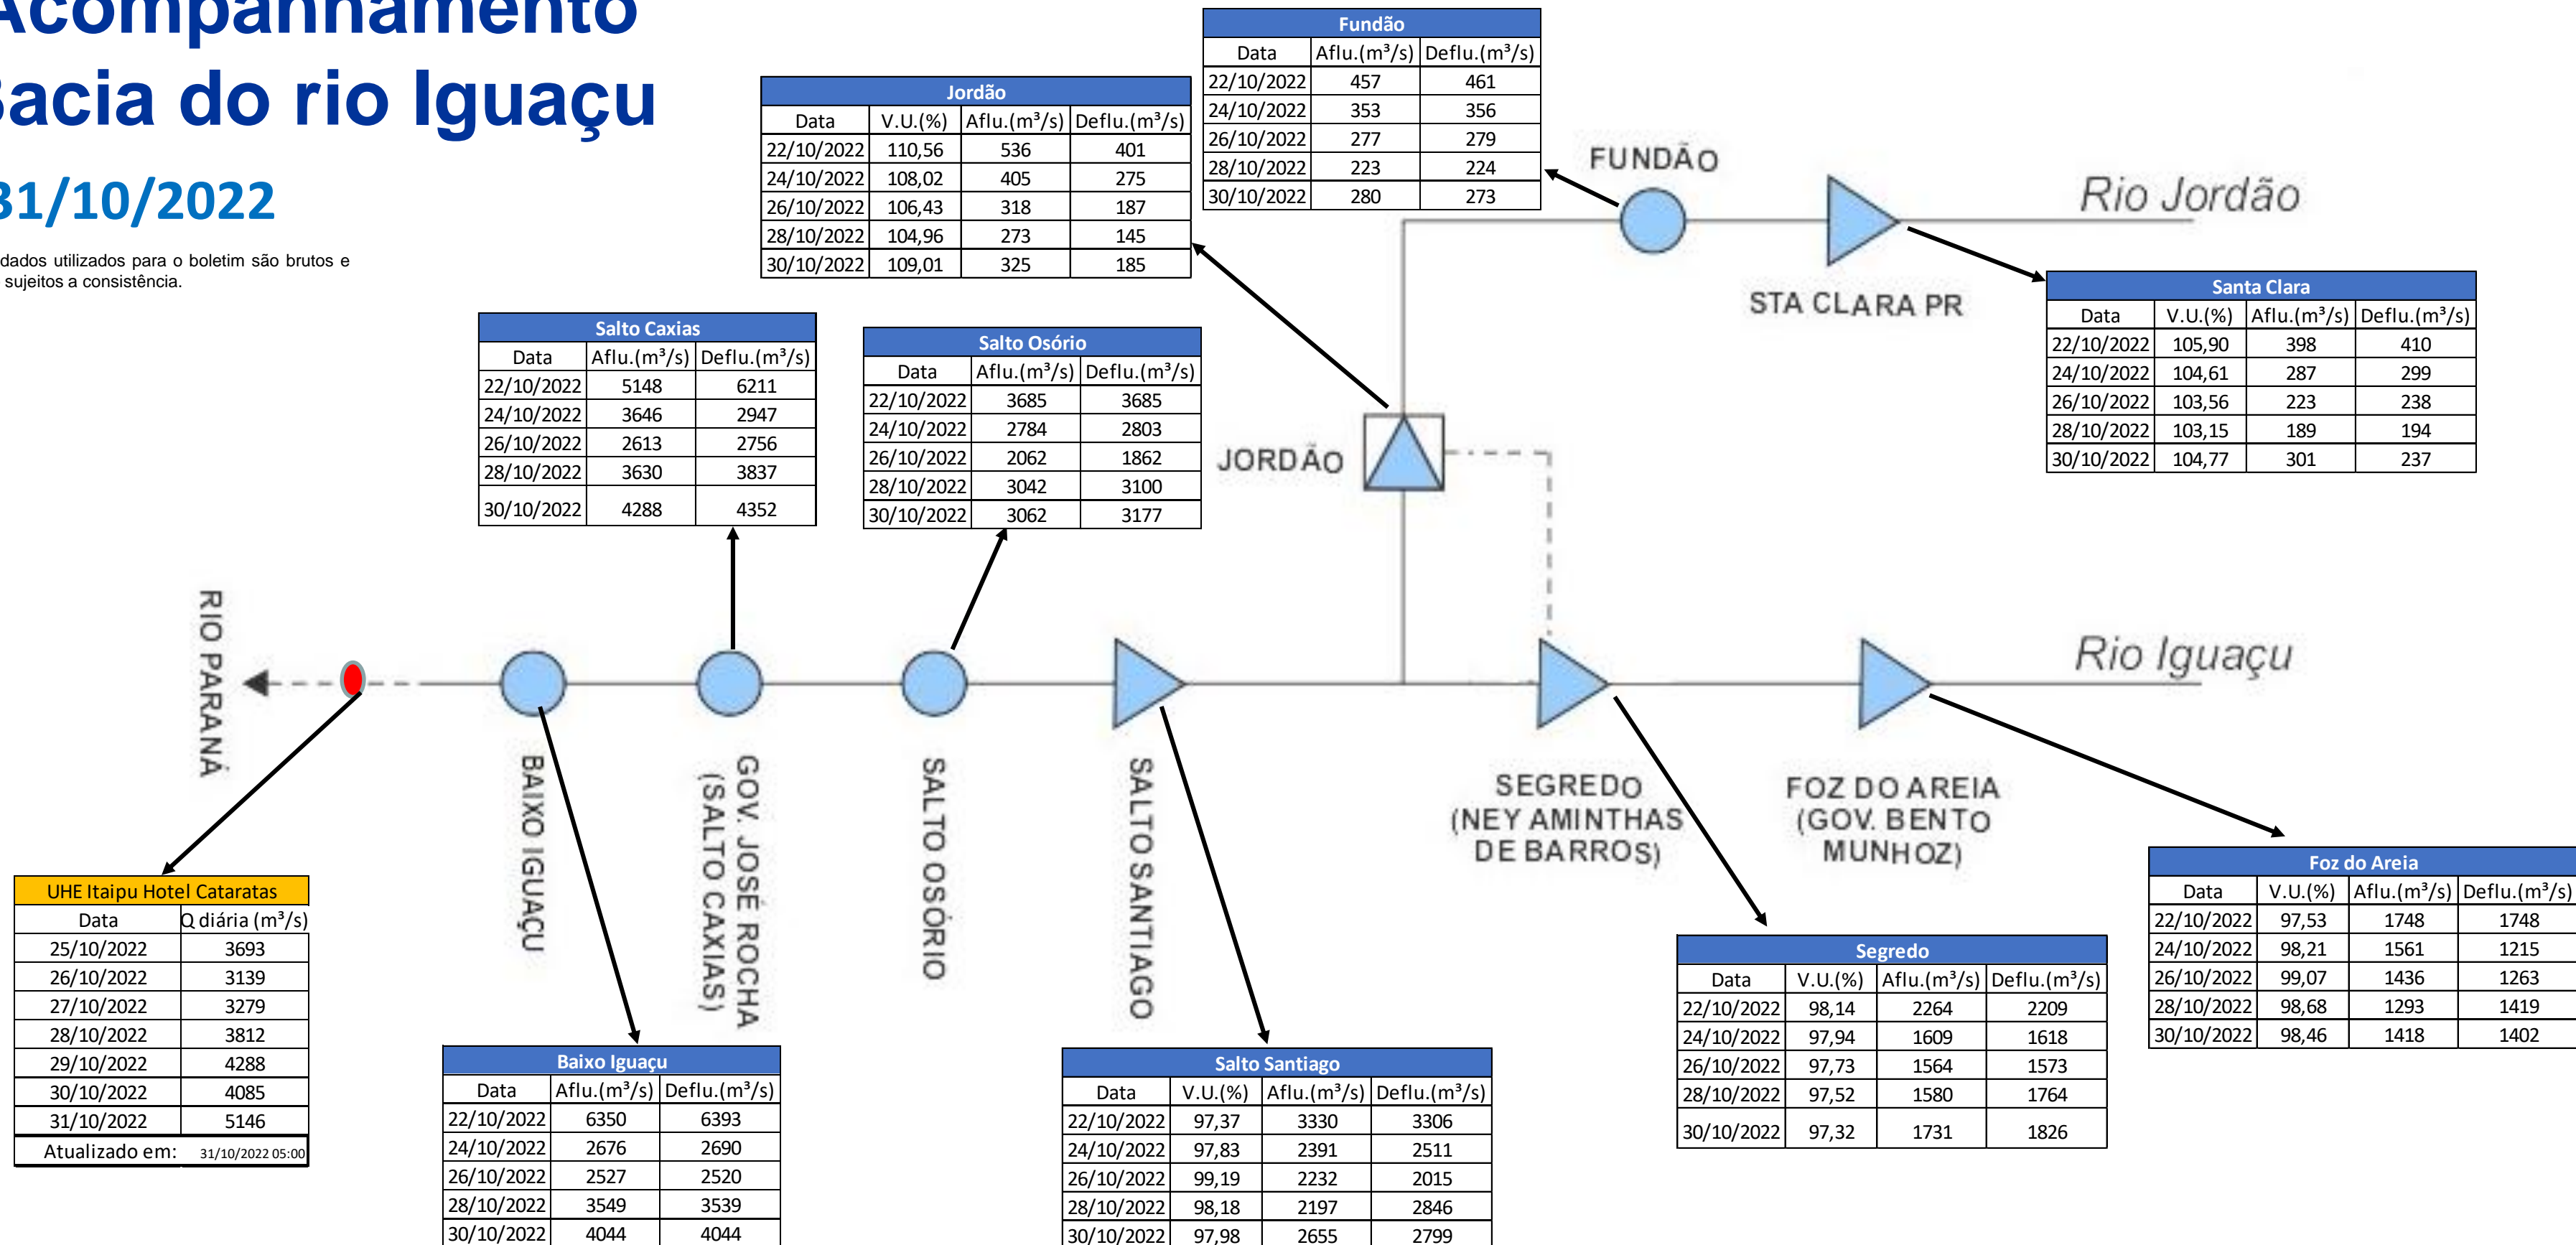 Acompanhamento
Bacia do rio Iguaçu
31/10/2022
dados utilizados para o boletim são brutos e
sujeitos a consistência.
Fundão
Data Aflu.(m³/s) Deflu.(m³/s)
22/10/2022 457 461
24/10/2022 353 356
26/10/2022 277 279
28/10/2022 223 224
30/10/2022 280 273
Jordão
Data V.U.(%) Aflu.(m³/s) Deflu.(m³/s)
22/10/2022 110,56 536 401
24/10/2022 108,02 405 275
26/10/2022 106,43 318 187
28/10/2022 104,96 273 145
30/10/2022 109,01 325 185
FUNDÃO
Rio Jordão
STA CLARA PR
Santa Clara
Data V.U.(%) Aflu.(m³/s) Deflu.(m³/s)
22/10/2022 105,90 398 410
24/10/2022 104,61 287 299
26/10/2022 103,56 223 238
28/10/2022 103,15 189 194
30/10/2022 104,77 301 237
Salto Caxias
Data Aflu.(m³/s) Deflu.(m³/s)
22/10/2022 5148 6211
24/10/2022 3646 2947
26/10/2022 2613 2756
28/10/2022 3630 3837
30/10/2022 4288 4352
Salto Osório
Data Aflu.(m³/s) Deflu.(m³/s)
22/10/2022 3685 3685
24/10/2022 2784 2803
26/10/2022 2062 1862
28/10/2022 3042 3100
30/10/2022 3062 3177
JORDÃO
RIO PARANÁ
Rio Iguaçu
BAIXO IGUAÇU
GOV. JOSÉ ROCHA
(SALTO CAXIAS)
SALTO OSÓRIO
SALTO SANTIAGO
SEGREDO
(NEY AMINTHAS
DE BARROS)
FOZ DO AREIA
(GOV. BENTO
MUNHOZ)
UHE Itaipu Hotel Cataratas
Data Q diária (m³/s)
25/10/2022 3693
26/10/2022 3139
27/10/2022 3279
28/10/2022 3812
29/10/2022 4288
30/10/2022 4085
31/10/2022 5146
Atualizado em: 31/10/2022 05:00
Baixo Iguaçu
Data Aflu.(m³/s) Deflu.(m³/s)
22/10/2022 6350 6393
24/10/2022 2676 2690
26/10/2022 2527 2520
28/10/2022 3549 3539
30/10/2022 4044 4044
Salto Santiago
Data V.U.(%) Aflu.(m³/s) Deflu.(m³/s)
22/10/2022 97,37 3330 3306
24/10/2022 97,83 2391 2511
26/10/2022 99,19 2232 2015
28/10/2022 98,18 2197 2846
30/10/2022 97,98 2655 2799
Segredo
Data V.U.(%) Aflu.(m³/s) Deflu.(m³/s)
22/10/2022 98,14 2264 2209
24/10/2022 97,94 1609 1618
26/10/2022 97,73 1564 1573
28/10/2022 97,52 1580 1764
30/10/2022 97,32 1731 1826
Foz do Areia
Data V.U.(%) Aflu.(m³/s) Deflu.(m³/s)
22/10/2022 97,53 1748 1748
24/10/2022 98,21 1561 1215
26/10/2022 99,07 1436 1263
28/10/2022 98,68 1293 1419
30/10/2022 98,46 1418 1402